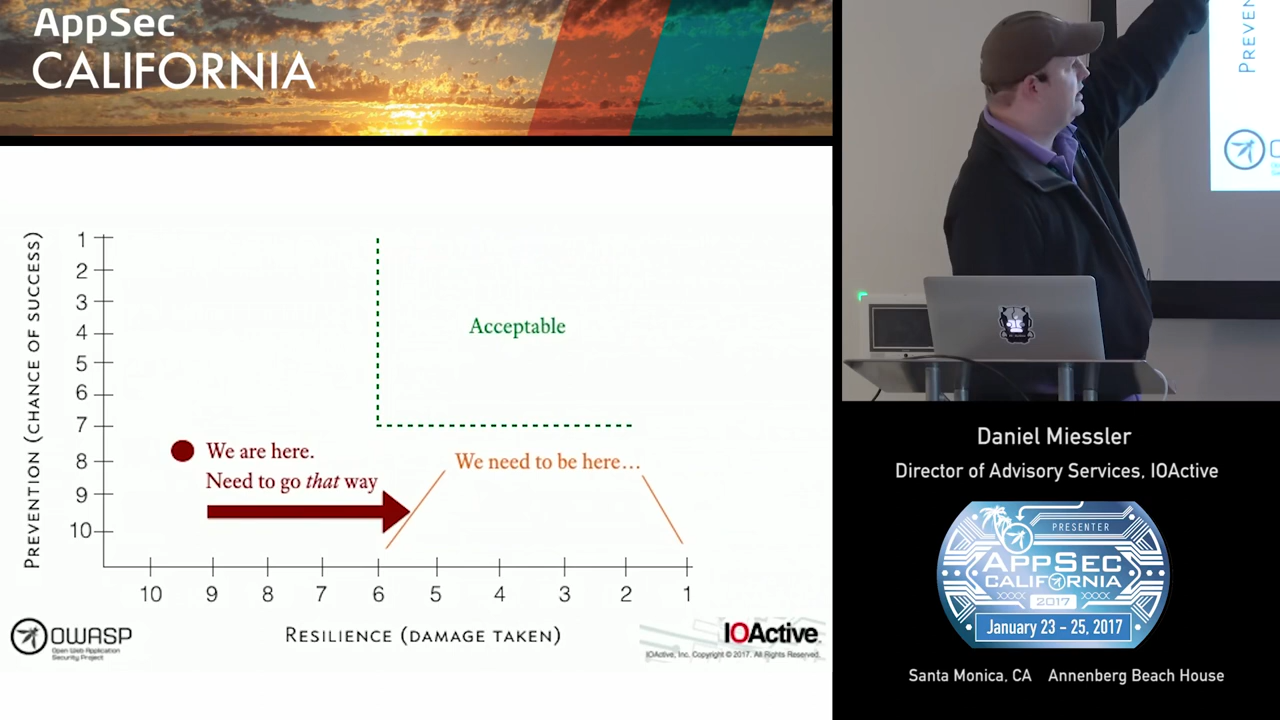 AppSec
CALIFORNIA
PREVENTION (CHANCE OF SUCCESS)
1
2
3
4
5
6
7
8
9
10
Acceptable
We are here.
Need to go that way
We need to be here...
10
9
8
7
6
5
4
3
2
1
RESILIENCE (DAMAGE TAKEN)
OWASP
Open Web Application
Security Project
IOActive
IOActive, Inc. Copyright © 2017. All Rights Reserved.
PREVEN
Daniel Miessler
Director of Advisory Services, IOActive
PRESENTER
APPSEC
CALIFORNIA
2017
January 23 - 25, 2017
Santa Monica, CA Annenberg Beach House